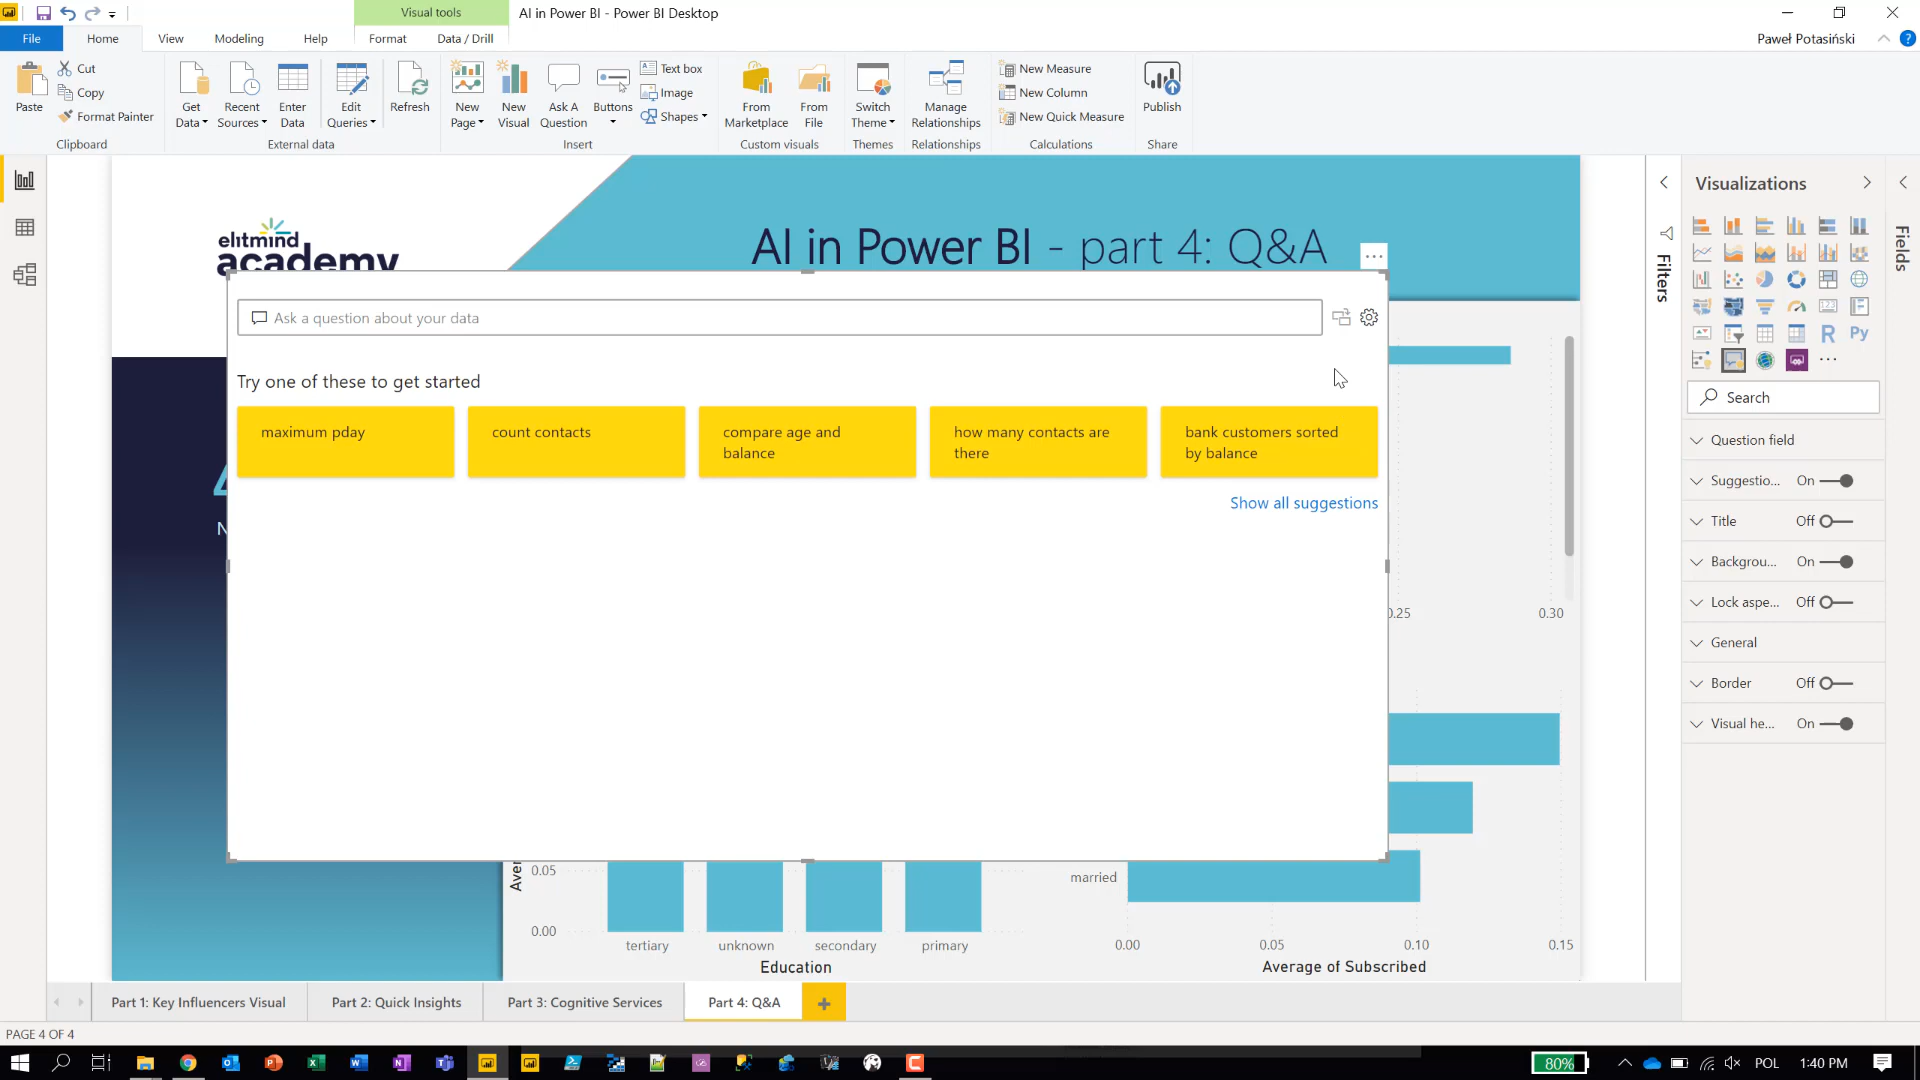 Visual tools
AI in Power BI - Power BI Desktop
File
Home
View
Modeling
Help
Format
Data / Drill
Paweł Potasiński
Paste
Cut
Copy
Format Painter
Clipboard
Get Data
Recent Sources
Enter Data
Edit Queries
Refresh
External data
New Page
New Visual
Ask A Question
Buttons
Text box
Image
Shapes
Insert
From Marketplace
From File
Custom visuals
Switch Theme
Themes
Manage Relationships
Relationships
New Measure
New Column
New Quick Measure
Calculations
Publish
Share
elitmind
academy
AI in Power BI - part 4: Q&A
Ask a question about your data
Try one of these to get started
maximum pday
count contacts
compare age and
balance
how many contacts are
there
bank customers sorted
by balance
Show all suggestions
0.25
0.30
Aver
0.05
0.00
tertiary
unknown
secondary
primary
Education
married
0.00
0.05
0.10
0.15
Average of Subscribed
Filters
Visualizations
R
Py
Search
Question field
Suggestio...
On
Title
Off
Backgrou...
On
Lock aspe...
Off
General
Border
Off
Visual he...
On
Fields
Part 1: Key Influencers Visual
Part 2: Quick Insights
Part 3: Cognitive Services
Part 4: Q&A
PAGE 4 OF 4
80%
POL
1:40 PM